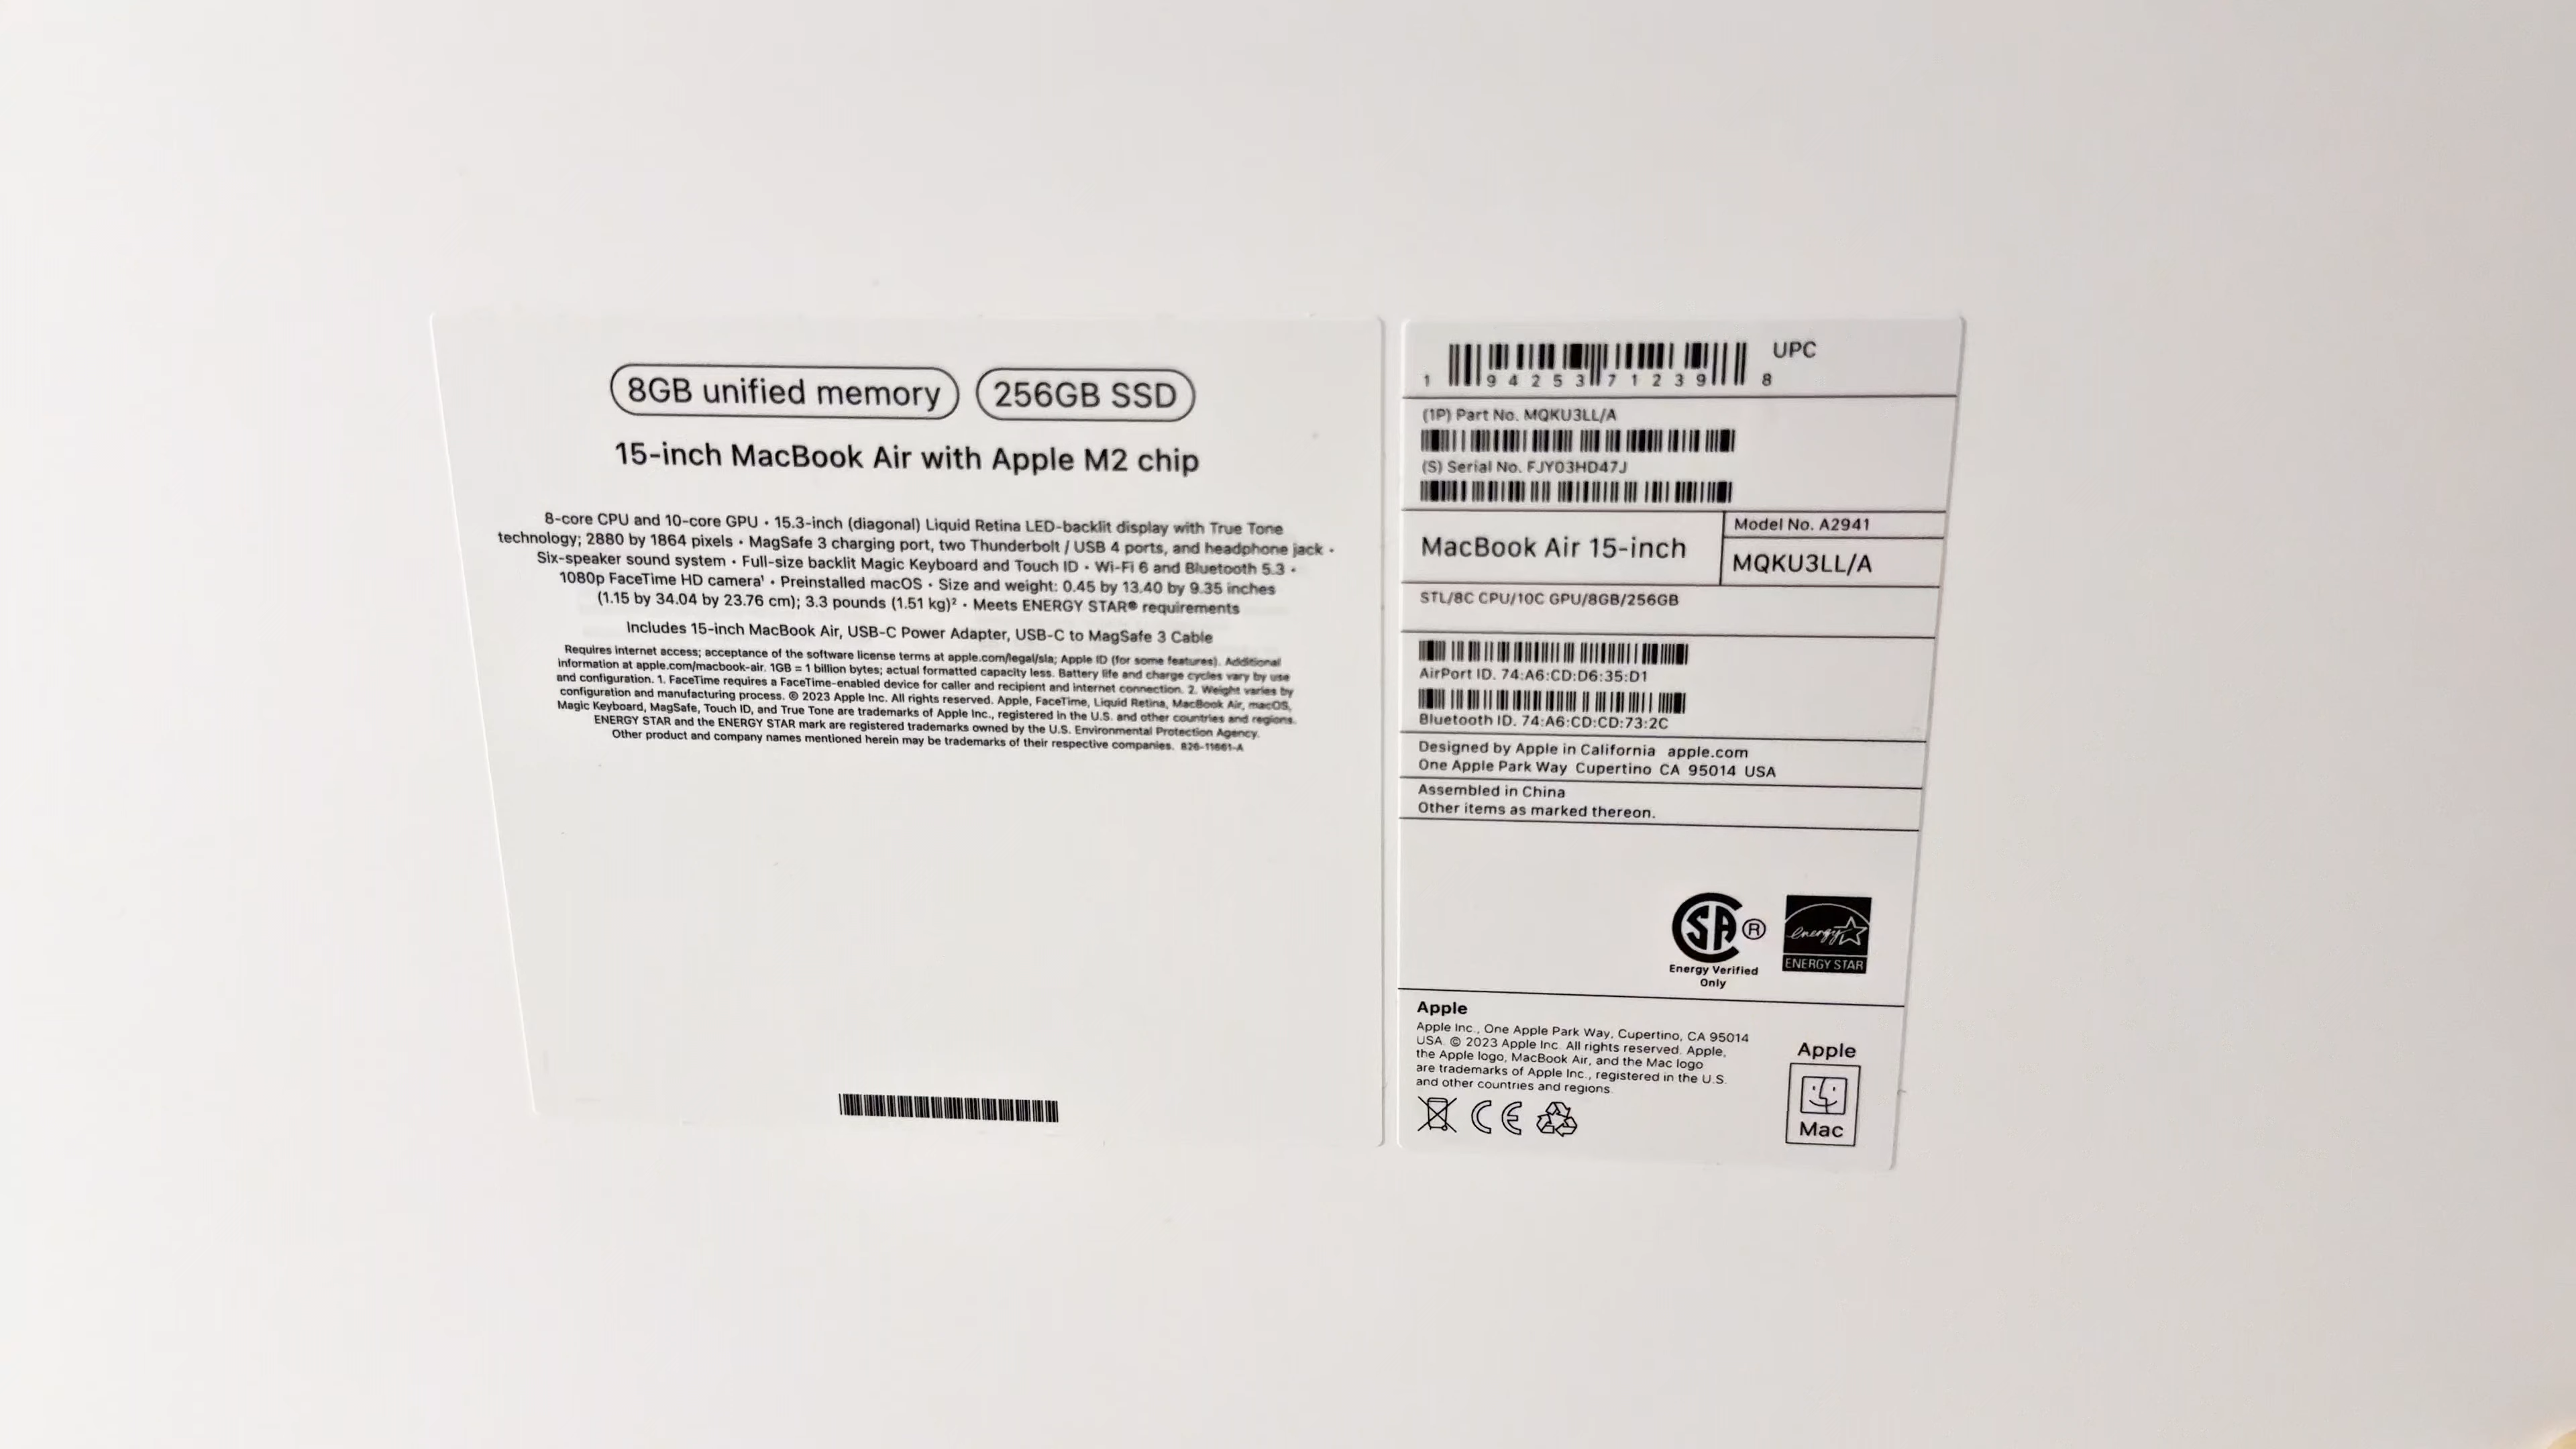 8GB unified memory 256GB SSD
15-inch MacBook Air with Apple M2 chip
8-core CPU and 10-core GPU • 15.3-inch (diagonal) Liquid Retina LED-backlit display with True Tone
technology; 2880 by 1864 pixels • MagSafe 3 charging port, two Thunderbolt / USB 4 ports, and headphone jack •
Six-speaker sound system • Full-size backlit Magic Keyboard and Touch ID • Wi-Fi 6 and Bluetooth 5.3 •
1080p FaceTime HD camera¹ • Preinstalled macOS • Size and weight: 0.45 by 13.40 by 9.35 inches
(1.15 by 34.04 by 23.76 cm); 3.3 pounds (1.51 kg)² • Meets ENERGY STAR® requirements
Includes 15-inch MacBook Air, USB-C Power Adapter, USB-C to MagSafe 3 Cable
Requires internet access; acceptance of the software license terms at apple.com/legal/sla; Apple ID (for some features). Additional
information at apple.com/macbook-air. 1GB = 1 billion bytes; actual formatted capacity less. Battery life and charge cycles vary by use
and configuration. 1. FaceTime requires a FaceTime-enabled device for caller and recipient and internet connection. 2. Weight varies by
configuration and manufacturing process. © 2023 Apple Inc. All rights reserved. Apple, FaceTime, Liquid Retina, MacBook Air, macOS,
Magic Keyboard, MagSafe, Touch ID, and True Tone are trademarks of Apple Inc., registered in the U.S. and other countries and regions.
ENERGY STAR and the ENERGY STAR mark are registered trademarks owned by the U.S. Environmental Protection Agency.
Other product and company names mentioned herein may be trademarks of their respective companies. 826-11661-A
UPC
1 94253 71239 8
(1P) Part No. MQKU3LL/A
(S) Serial No. FJY03HD47J
MacBook Air 15-inch
Model No. A2941
MQKU3LL/A
STL/8C CPU/10C GPU/8GB/256GB
AirPort ID. 74:A6:CD:D6:35:D1
Bluetooth ID. 74:A6:CD:CD:73:2C
Designed by Apple in California apple.com
One Apple Park Way Cupertino CA 95014 USA
Assembled in China
Other items as marked thereon.
SA ®
Energy Verified
Only
energy
ENERGY STAR
Apple
Apple Inc., One Apple Park Way, Cupertino, CA 95014
USA. © 2023 Apple Inc. All rights reserved. Apple,
the Apple logo, MacBook Air, and the Mac logo
are trademarks of Apple Inc., registered in the U.S.
and other countries and regions.
CE
Apple
Mac